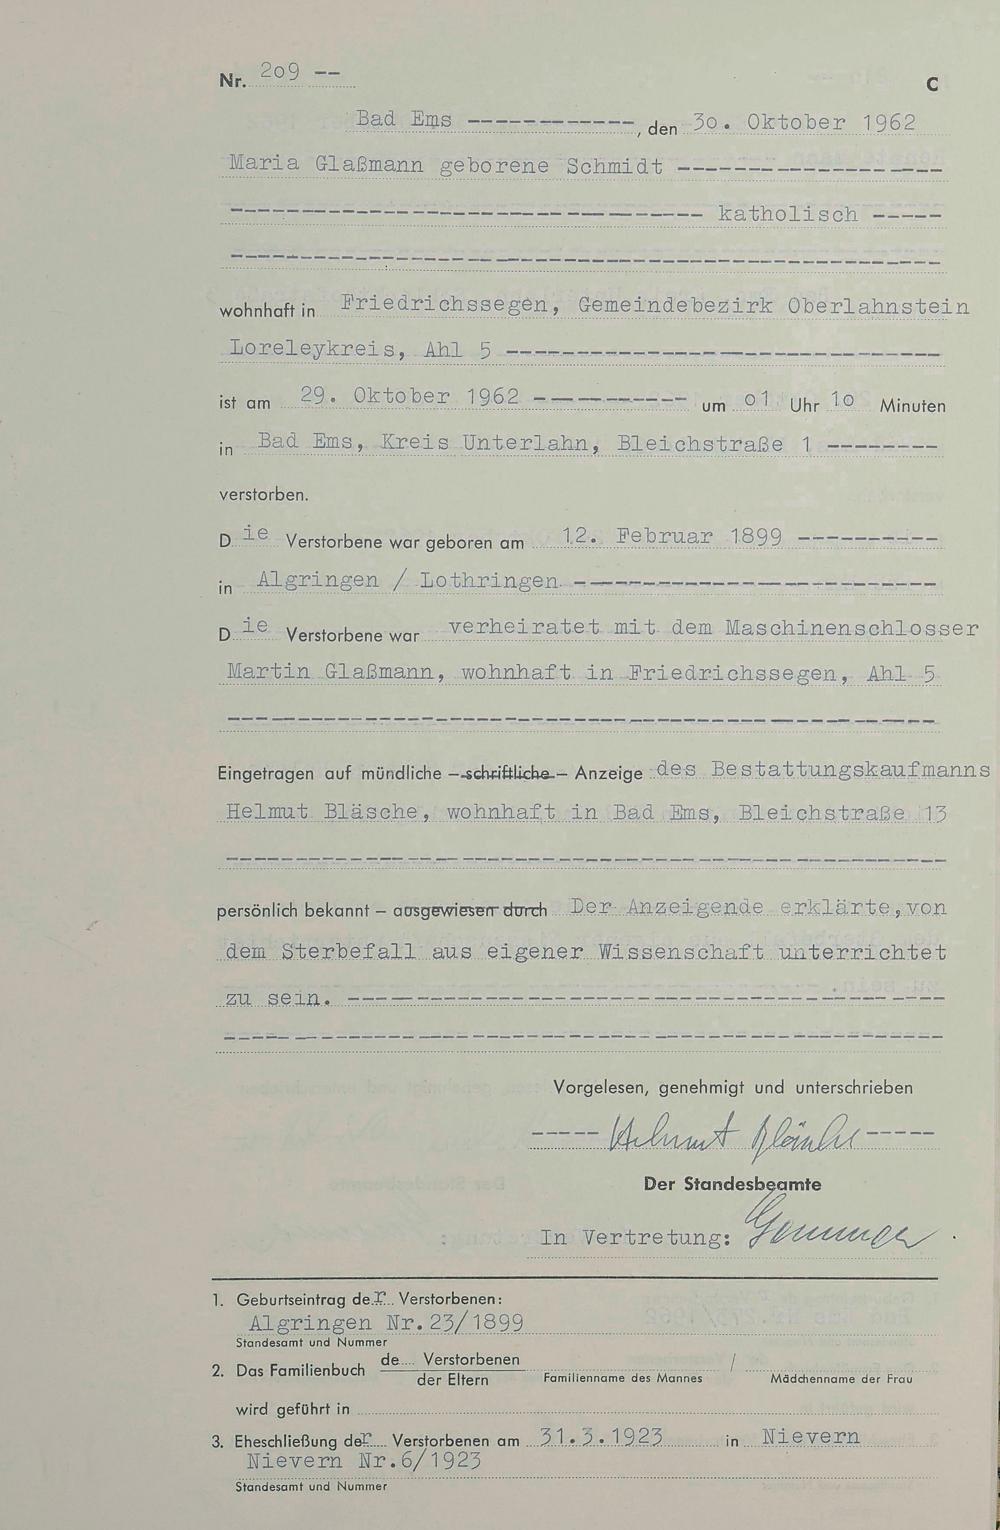 Nr. 209 --
C
Bad Ems ------------, den 30. Oktober 1962
Maria Glaßmann geborene Schmidt -------------------
---------------------------------- katholisch -----
---------------------------------------------------
wohnhaft in Friedrichssegen, Gemeindebezirk Oberlahnstein
Loreleykreis, Ahl 5 -------------------------------
ist am 29. Oktober 1962 ----------- um 01 Uhr 10 Minuten
in Bad Ems, Kreis Unterlahn, Bleichstraße 1 --------
verstorben.
Die Verstorbene war geboren am 12. Februar 1899 ----------
in Algringen / Lothringen --------------------------
Die Verstorbene war verheiratet mit dem Maschinenschlosser
Martin Glaßmann, wohnhaft in Friedrichssegen, Ahl 5
---------------------------------------------------
Eingetragen auf mündliche – schriftliche – Anzeige des Bestattungskaufmanns
Helmut Bläsche, wohnhaft in Bad Ems, Bleichstraße 13
----------------------------------------------------
persönlich bekannt – ausgewiesen durch Der Anzeigende erklärte,von
dem Sterbefall aus eigener Wissenschaft unterrichtet
zu sein. -------------------------------------------
----------------------------------------------------
Vorgelesen, genehmigt und unterschrieben
----- Helmut Bläsche -----
Der Standesbeamte
In Vertretung:
1. Geburtseintrag der Verstorbenen:
Algringen Nr.23/1899
Standesamt und Nummer
2. Das Familienbuch de.... Verstorbenen /
der Eltern Familienname des Mannes Mädchenname der Frau
wird geführt in
3. Eheschließung der Verstorbenen am 31.3.1923 in Nievern
Nievern Nr.6/1923
Standesamt und Nummer